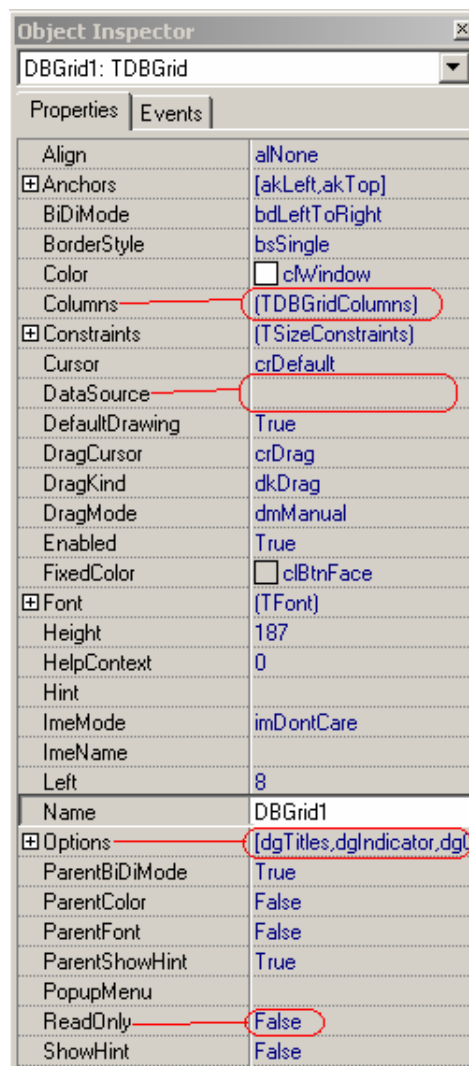 Object Inspector
DBGrid1: TDBGrid
Properties Events
Align alNone
Anchors [akLeft,akTop]
BiDiMode bdLeftToRight
BorderStyle bsSingle
Color clWindow
Columns (TDBGridColumns)
Constraints (TSizeConstraints)
Cursor crDefault
DataSource
DefaultDrawing True
DragCursor crDrag
DragKind dkDrag
DragMode dmManual
Enabled True
FixedColor clBtnFace
Font (TFont)
Height 187
HelpContext 0
Hint
ImeMode imDontCare
ImeName
Left 8
Name DBGrid1
Options [dgTitles,dgIndicator,dg
ParentBiDiMode True
ParentColor False
ParentFont False
ParentShowHint True
PopupMenu
ReadOnly False
ShowHint False